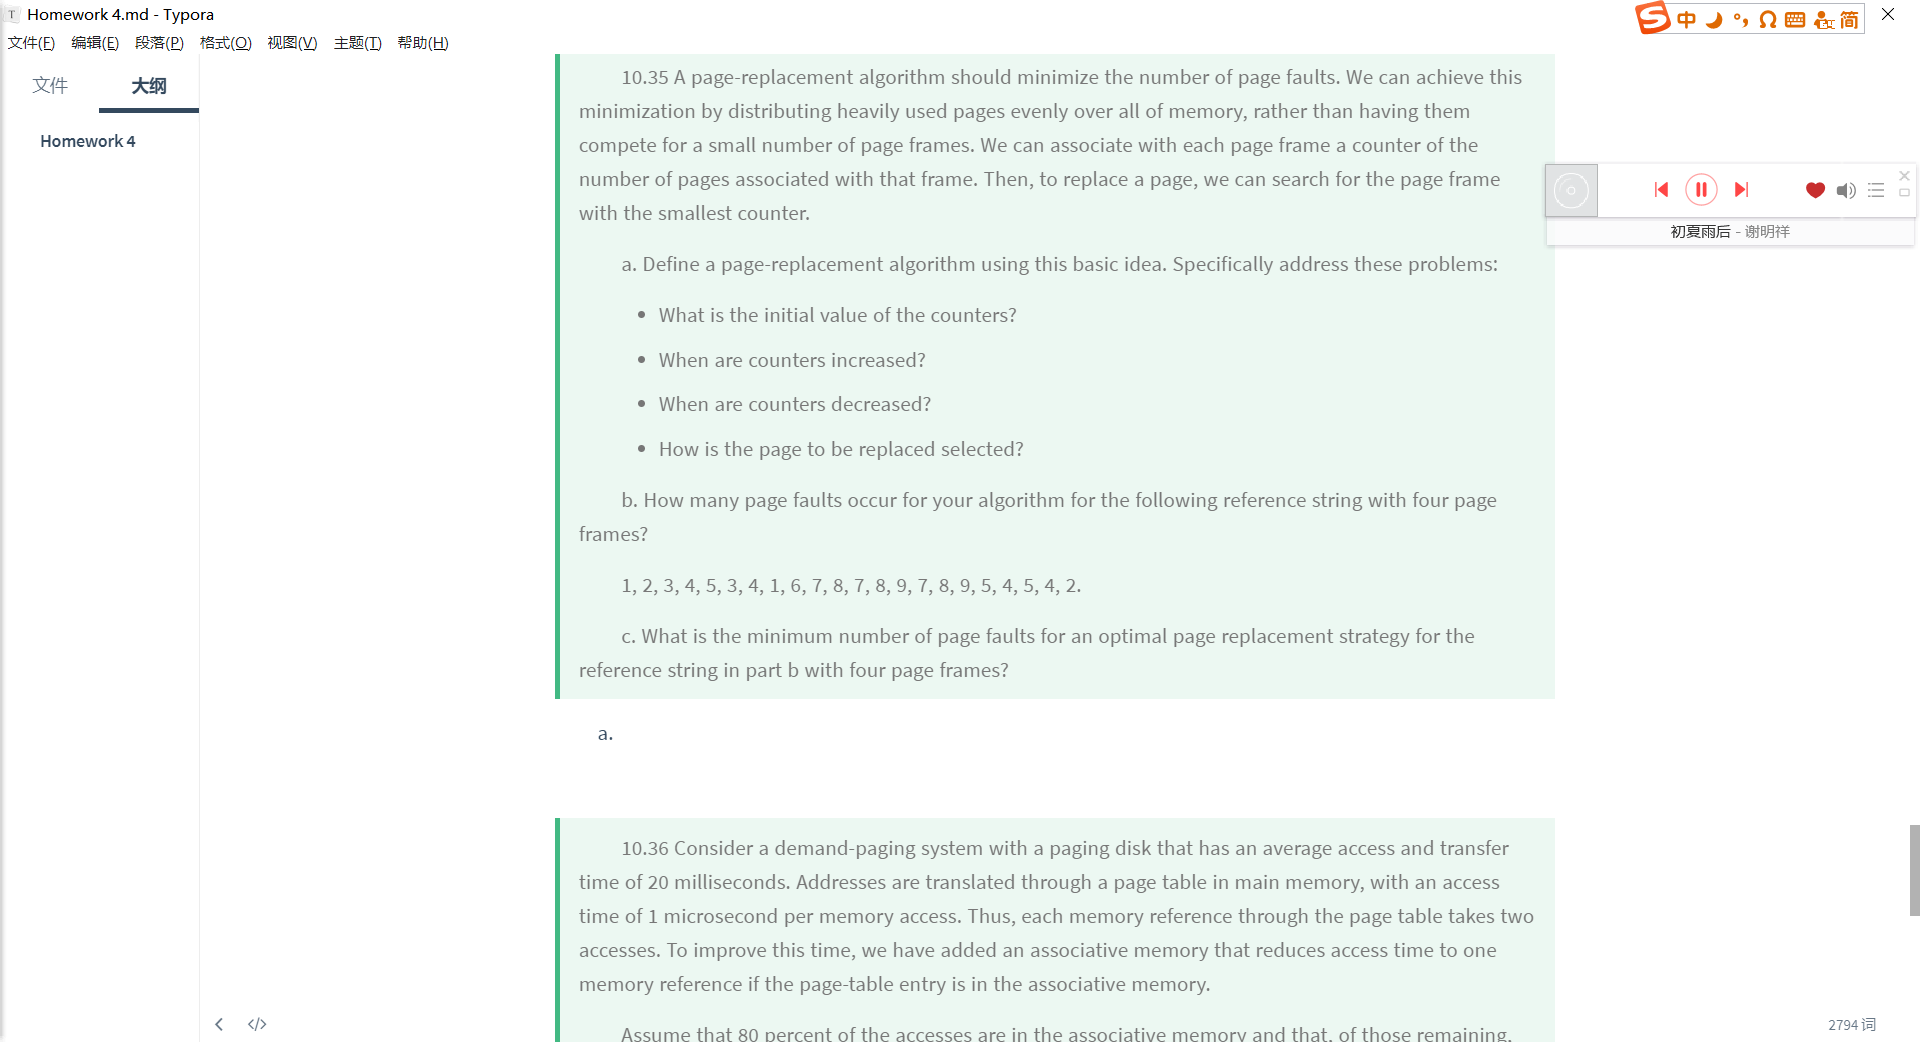 Homework 4.md - Typora
文件(F) 编辑(E) 段落(P) 格式(O) 视图(V) 主题(T) 帮助(H)
中 简
文件 大纲
Homework 4
10.35 A page-replacement algorithm should minimize the number of page faults. We can achieve this
minimization by distributing heavily used pages evenly over all of memory, rather than having them
compete for a small number of page frames. We can associate with each page frame a counter of the
number of pages associated with that frame. Then, to replace a page, we can search for the page frame
with the smallest counter.
初夏雨后 - 谢明祥
a. Define a page-replacement algorithm using this basic idea. Specifically address these problems:
• What is the initial value of the counters?
• When are counters increased?
• When are counters decreased?
• How is the page to be replaced selected?
b. How many page faults occur for your algorithm for the following reference string with four page
frames?
1, 2, 3, 4, 5, 3, 4, 1, 6, 7, 8, 7, 8, 9, 7, 8, 9, 5, 4, 5, 4, 2.
c. What is the minimum number of page faults for an optimal page replacement strategy for the
reference string in part b with four page frames?
a.
10.36 Consider a demand-paging system with a paging disk that has an average access and transfer
time of 20 milliseconds. Addresses are translated through a page table in main memory, with an access
time of 1 microsecond per memory access. Thus, each memory reference through the page table takes two
accesses. To improve this time, we have added an associative memory that reduces access time to one
memory reference if the page-table entry is in the associative memory.
Assume that 80 percent of the accesses are in the associative memory and that, of those remaining,
</> 2794 词